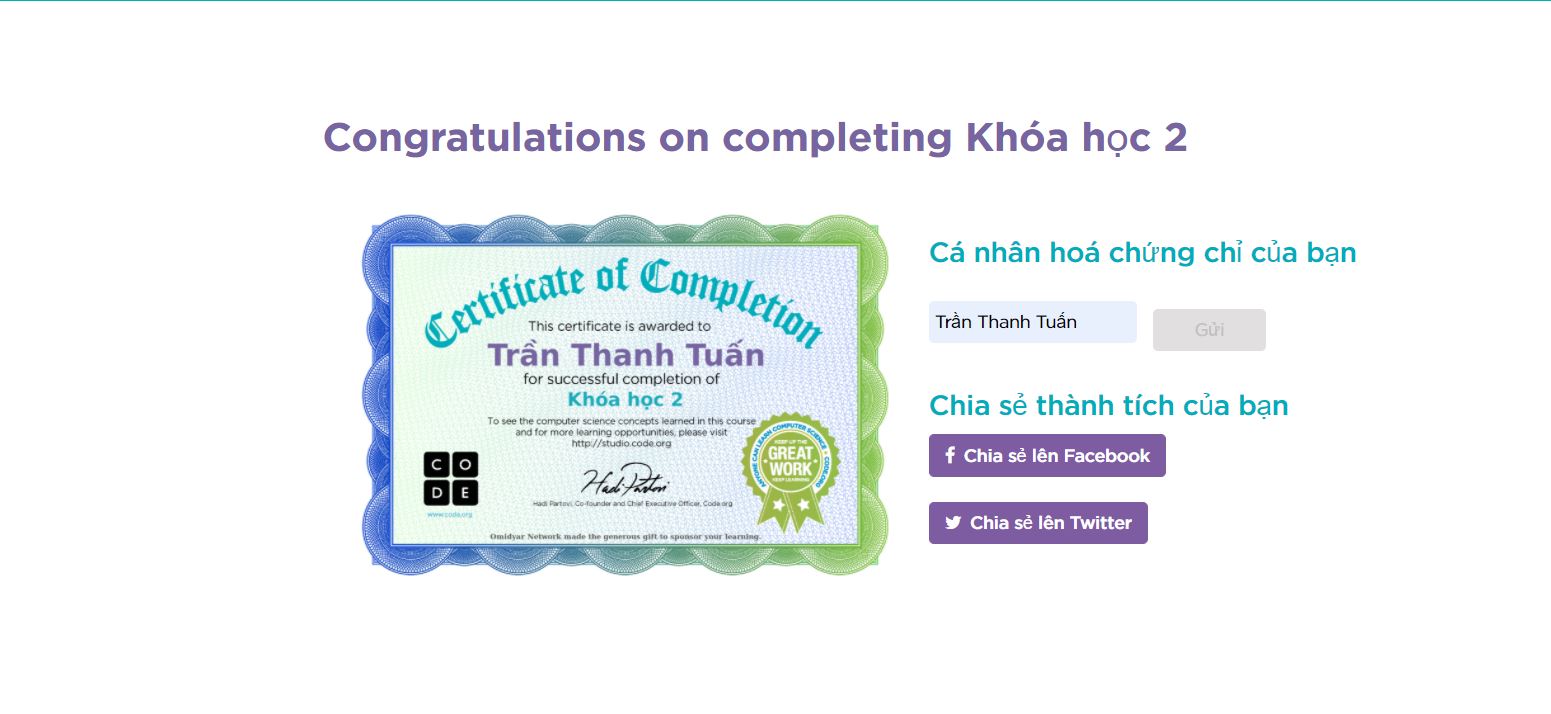 Congratulations on completing Khóa học 2
Certificate of Completion
This certificate is awarded to
Trần Thanh Tuấn
for successful completion of
Khóa học 2
To see the computer science concepts learned in this course
and for more learning opportunities, please visit
http://studio.code.org
C O
D E
www.code.org
Hadi Partovi
Hadi Partovi, Co-founder and Chief Executive Officer, Code.org
ANYONE CAN LEARN COMPUTER SCIENCE
CODE.ORG
KEEP UP THE
GREAT
WORK
KEEP LEARNING
Omidyar Network made the generous gift to sponsor your learning.
Cá nhân hoá chứng chỉ của bạn
Trần Thanh Tuấn
Gửi
Chia sẻ thành tích của bạn
Chia sẻ lên Facebook
Chia sẻ lên Twitter